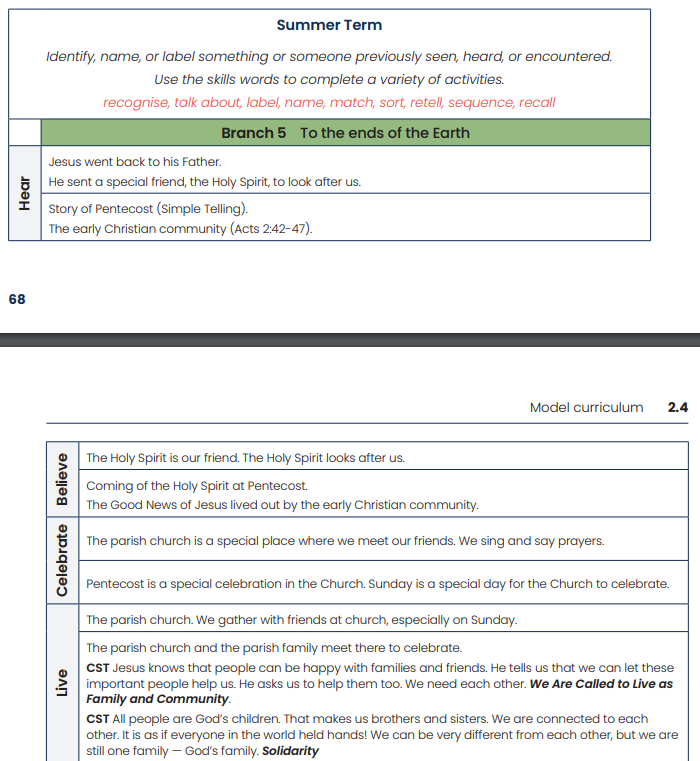 Summer Term
Identify, name, or label something or someone previously seen, heard, or encountered.
Use the skills words to complete a variety of activities.
recognise, talk about, label, name, match, sort, retell, sequence, recall
Branch 5 To the ends of the Earth
Hear
Jesus went back to his Father.
He sent a special friend, the Holy Spirit, to look after us.
Story of Pentecost (Simple Telling).
The early Christian community (Acts 2:42-47).
68
Model curriculum 2.4
Believe
The Holy Spirit is our friend. The Holy Spirit looks after us.
Coming of the Holy Spirit at Pentecost.
The Good News of Jesus lived out by the early Christian community.
Celebrate
The parish church is a special place where we meet our friends. We sing and say prayers.
Pentecost is a special celebration in the Church. Sunday is a special day for the Church to celebrate.
Live
The parish church. We gather with friends at church, especially on Sunday.
The parish church and the parish family meet there to celebrate.
CST Jesus knows that people can be happy with families and friends. He tells us that we can let these
important people help us. He asks us to help them too. We need each other. We Are Called to Live as
Family and Community.
CST All people are God's children. That makes us brothers and sisters. We are connected to each
other. It is as if everyone in the world held hands! We can be very different from each other, but we are
still one family — God's family. Solidarity